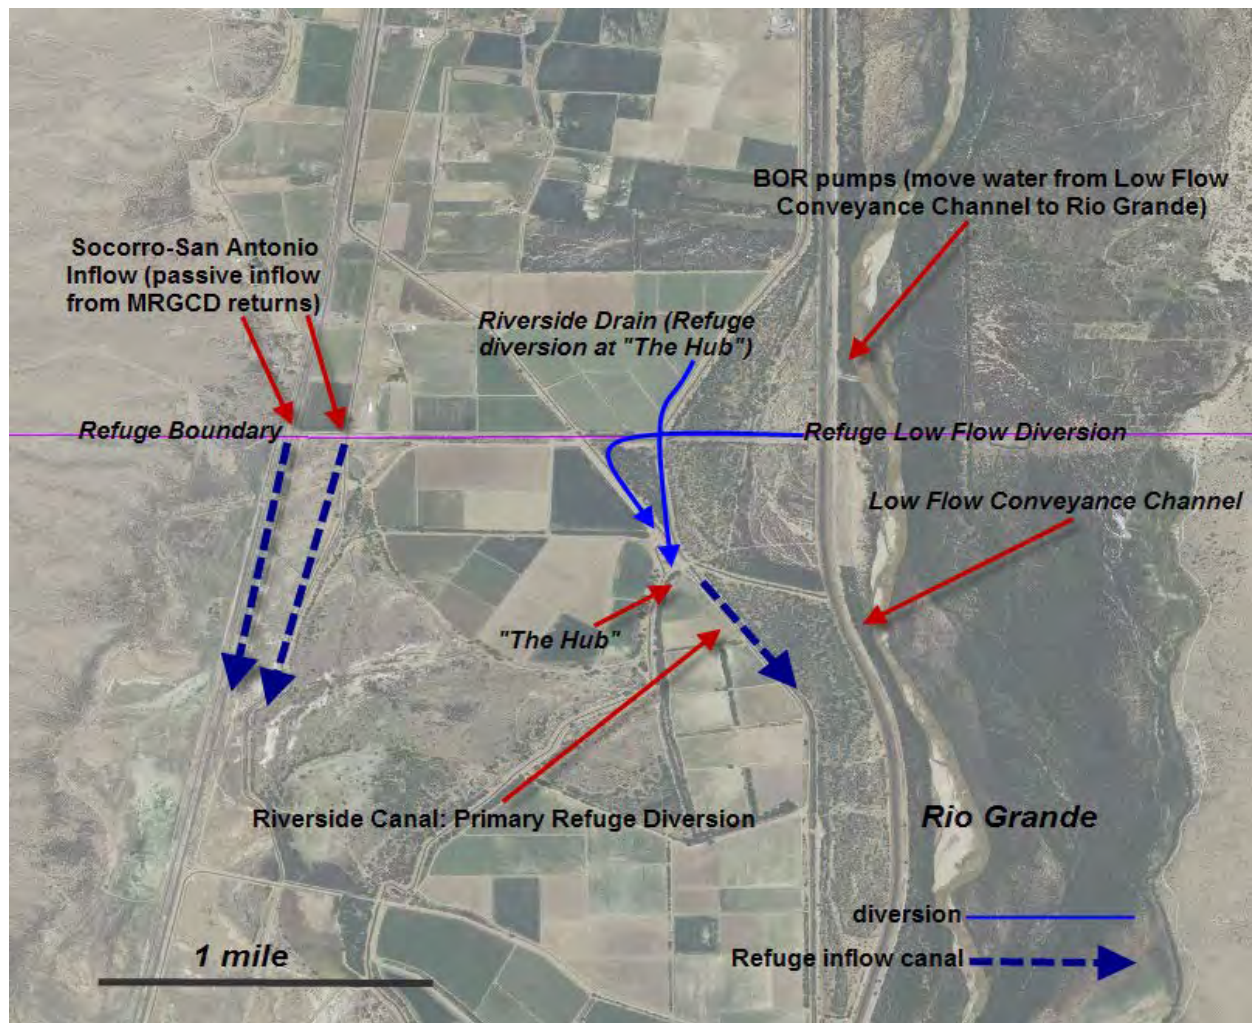 BOR pumps (move water from Low Flow
Conveyance Channel to Rio Grande)
Socorro-San Antonio
Inflow (passive inflow
from MRGCD returns)
Riverside Drain (Refuge
diversion at "The Hub")
Refuge Boundary
Refuge Low Flow Diversion
Low Flow Conveyance Channel
"The Hub"
Riverside Canal: Primary Refuge Diversion
Rio Grande
diversion
Refuge inflow canal
1 mile